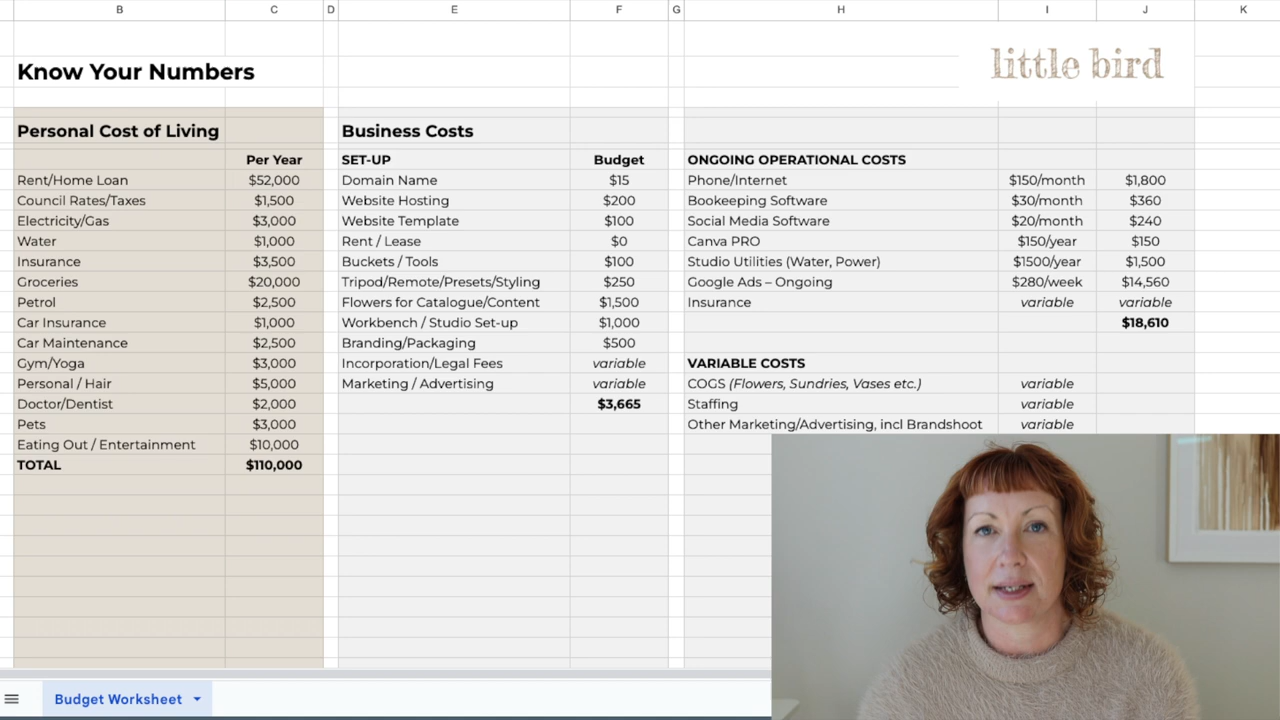 B C D E F G H I J K
Know Your Numbers
little bird
Personal Cost of Living
Per Year
Rent/Home Loan $52,000
Council Rates/Taxes $1,500
Electricity/Gas $3,000
Water $1,000
Insurance $3,500
Groceries $20,000
Petrol $2,500
Car Insurance $1,000
Car Maintenance $2,500
Gym/Yoga $3,000
Personal / Hair $5,000
Doctor/Dentist $2,000
Pets $3,000
Eating Out / Entertainment $10,000
TOTAL $110,000
Business Costs
SET-UP Budget
Domain Name $15
Website Hosting $200
Website Template $100
Rent / Lease $0
Buckets / Tools $100
Tripod/Remote/Presets/Styling $250
Flowers for Catalogue/Content $1,500
Workbench / Studio Set-up $1,000
Branding/Packaging $500
Incorporation/Legal Fees variable
Marketing / Advertising variable
$3,665
ONGOING OPERATIONAL COSTS
Phone/Internet $150/month $1,800
Bookeeping Software $30/month $360
Social Media Software $20/month $240
Canva PRO $150/year $150
Studio Utilities (Water, Power) $1500/year $1,500
Google Ads – Ongoing $280/week $14,560
Insurance variable variable
$18,610
VARIABLE COSTS
COGS (Flowers, Sundries, Vases etc.) variable
Staffing variable
Other Marketing/Advertising, incl Brandshoot variable
Budget Worksheet